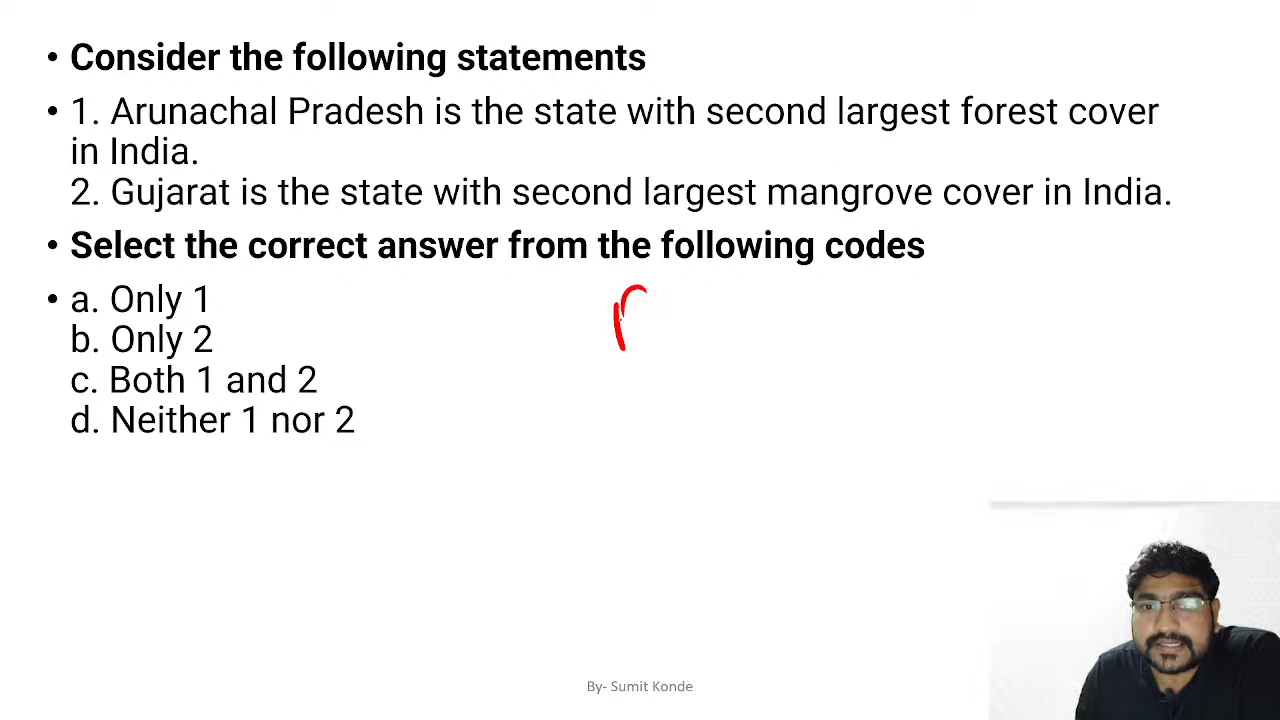 • Consider the following statements
• 1. Arunachal Pradesh is the state with second largest forest cover
in India.
2. Gujarat is the state with second largest mangrove cover in India.
• Select the correct answer from the following codes
• a. Only 1
b. Only 2
c. Both 1 and 2
d. Neither 1 nor 2
By- Sumit Konde